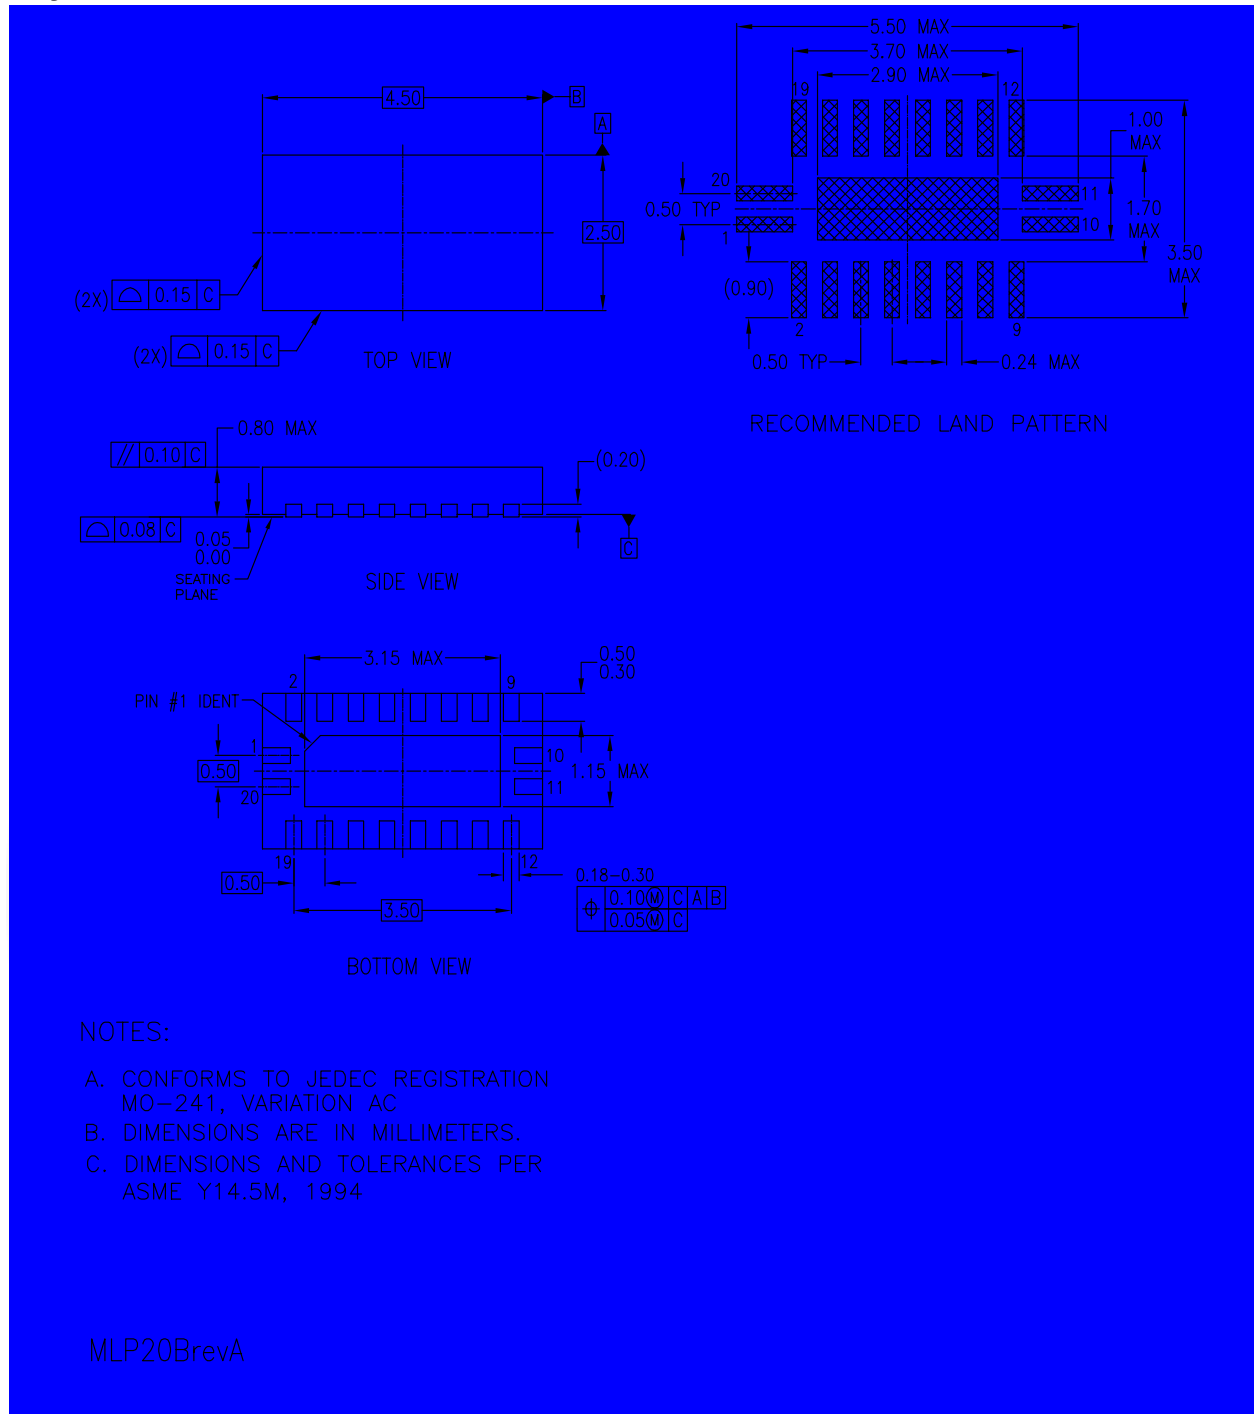 5.50 MAX
3.70 MAX
2.90 MAX
19
12
4.50
B
A
1.00
MAX
20
11
0.50 TYP
1.70
MAX
2.50
1
10
3.50
MAX
(2X) 0.15 C
(0.90)
2
9
(2X) 0.15 C
TOP VIEW
0.50 TYP
0.24 MAX
RECOMMENDED LAND PATTERN
0.80 MAX
// 0.10 C
(0.20)
0.08 C
0.05
0.00
C
SEATING
PLANE
SIDE VIEW
3.15 MAX
0.50
0.30
2
9
PIN #1 IDENT
1
10
0.50
1.15 MAX
20
11
19
12
0.50
0.18-0.30
0.10Ⓜ C A B
3.50
0.05Ⓜ C
BOTTOM VIEW
NOTES:
A. CONFORMS TO JEDEC REGISTRATION
MO-241, VARIATION AC
B. DIMENSIONS ARE IN MILLIMETERS.
C. DIMENSIONS AND TOLERANCES PER
ASME Y14.5M, 1994
MLP20BrevA